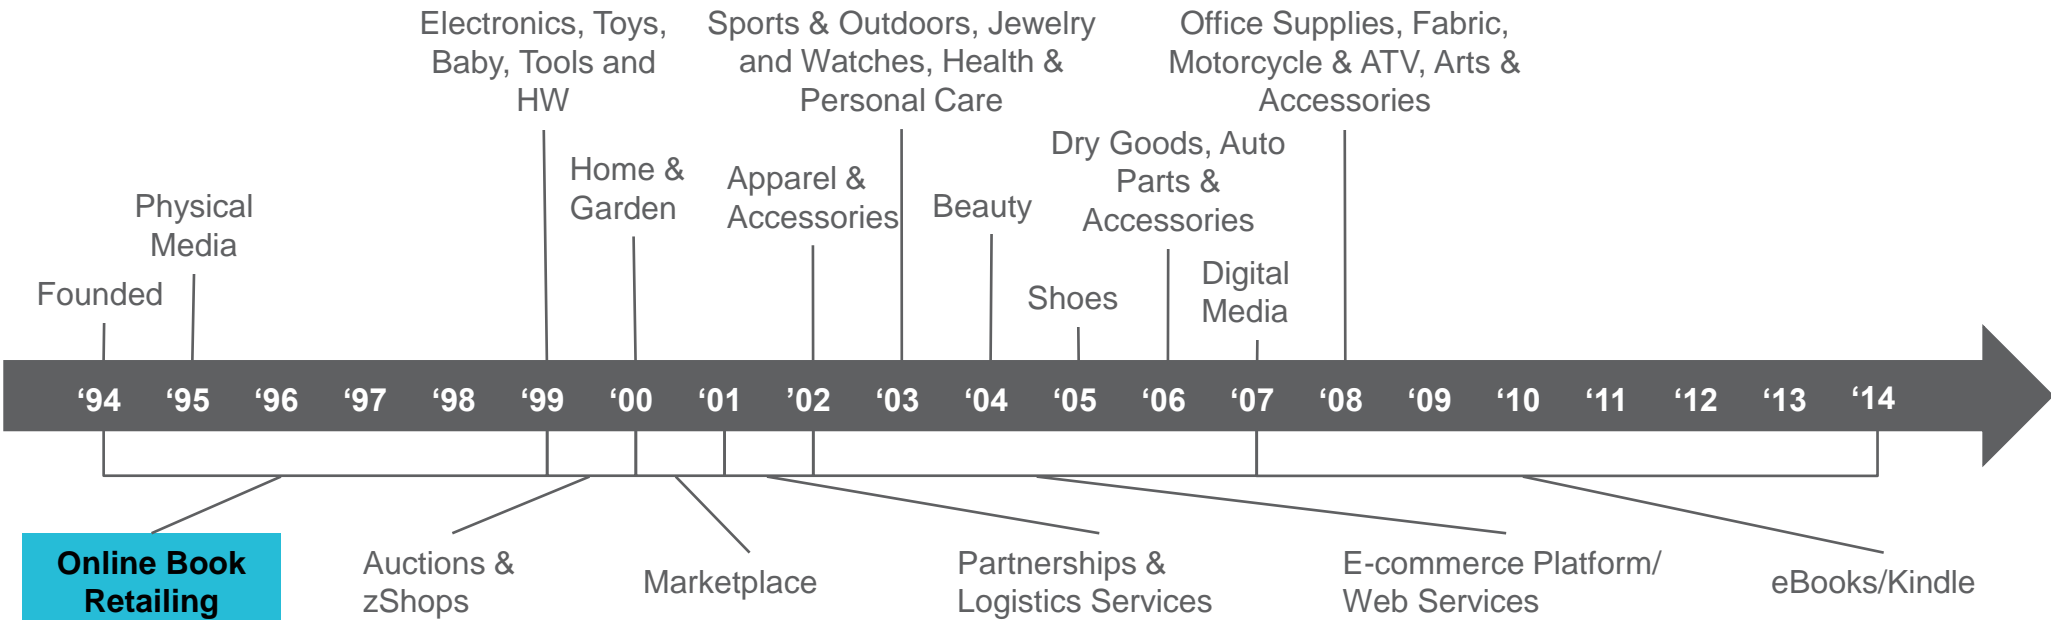 Electronics, Toys,
Baby, Tools and
HW
Sports & Outdoors, Jewelry
and Watches, Health &
Personal Care
Office Supplies, Fabric,
Motorcycle & ATV, Arts &
Accessories
Founded
Physical
Media
Home &
Garden
Apparel &
Accessories
Beauty
Shoes
Dry Goods, Auto
Parts &
Accessories
Digital
Media
‘94 ‘95 ‘96 ‘97 ‘98 ‘99 ‘00 ‘01 ’02 ‘03 ‘04 ‘05 ‘06 ‘07 ‘08 ‘09 ‘10 ‘11 ‘12 ‘13 ‘14
Online Book
Retailing
Auctions &
zShops
Marketplace
Partnerships &
Logistics Services
E-commerce Platform/
Web Services
eBooks/Kindle